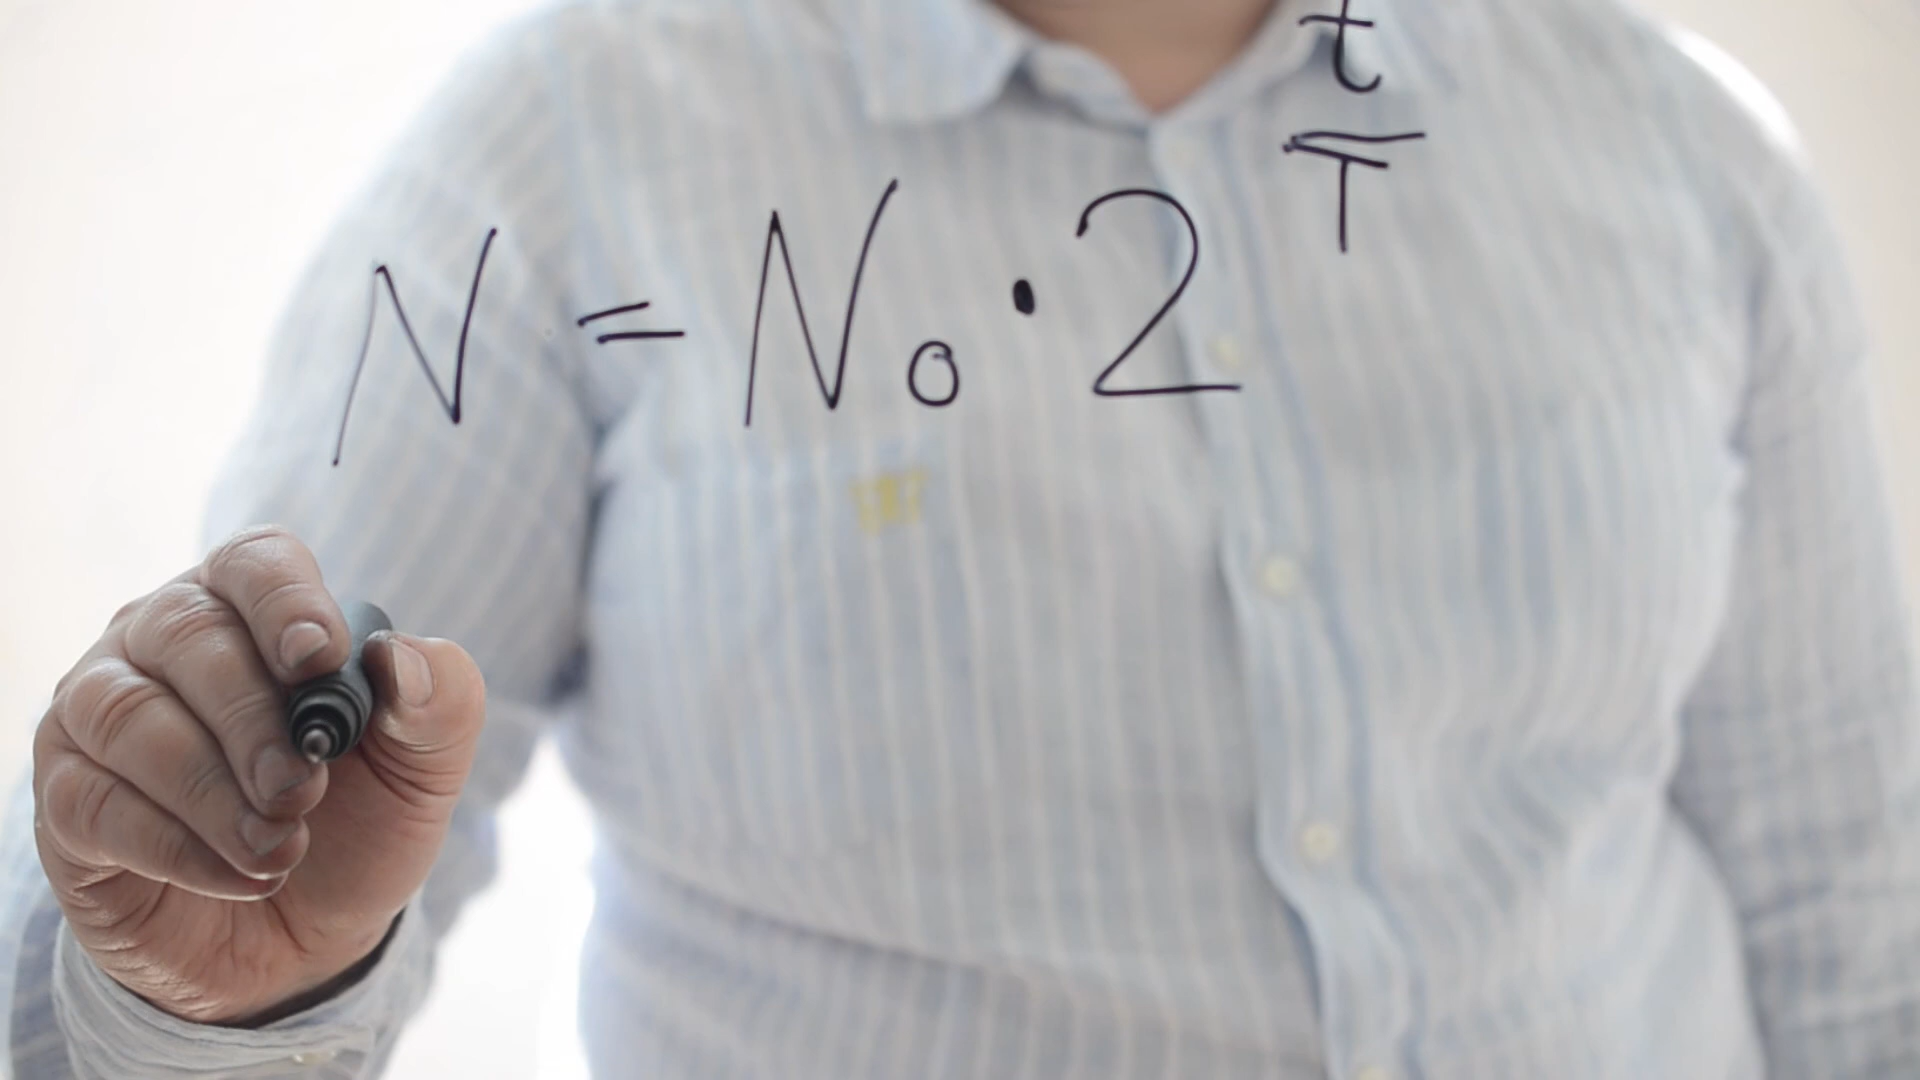 N = N₀ · 2^(t/T)